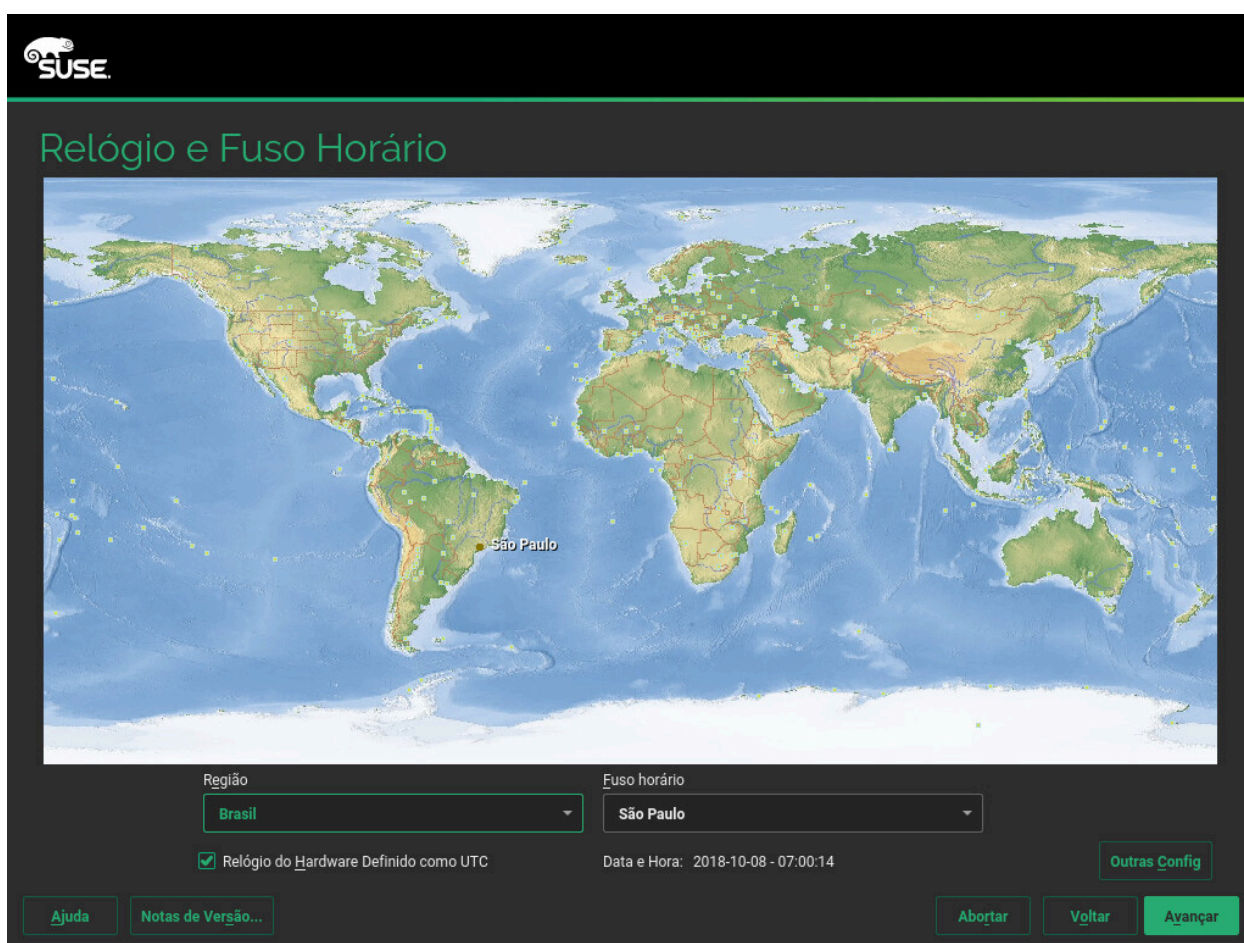 SUSE.
Relógio e Fuso Horário
São Paulo
Região
Fuso horário
Brasil
São Paulo
Relógio do Hardware Definido como UTC
Data e Hora: 2018-10-08 - 07:00:14
Outras Config
Ajuda
Notas de Versão...
Abortar
Voltar
Avançar